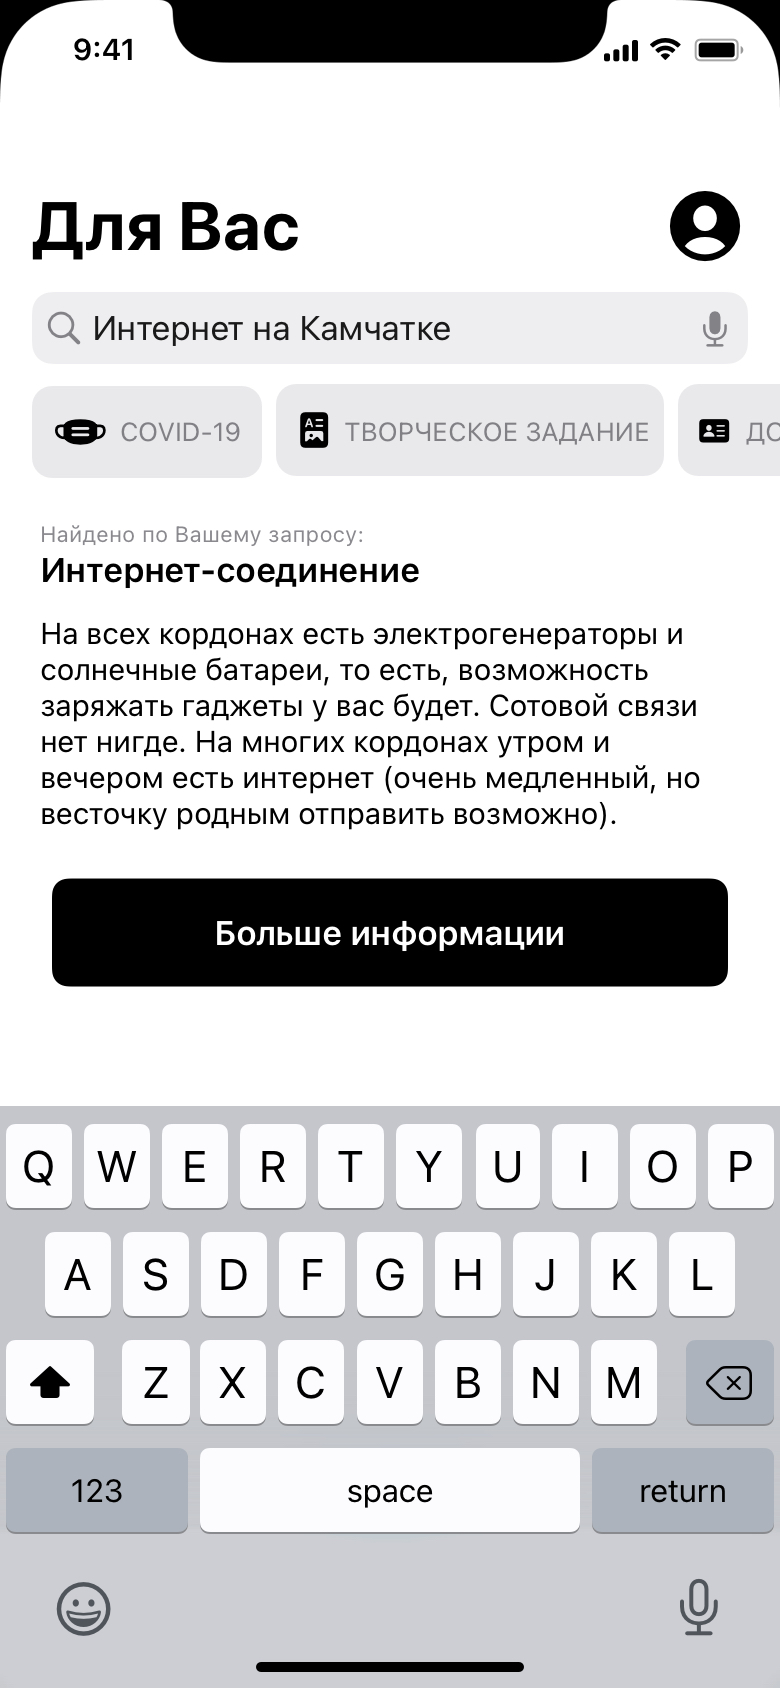 9:41
Для Вас
Интернет на Камчатке
COVID-19 ТВОРЧЕСКОЕ ЗАДАНИЕ
Найдено по Вашему запросу:
Интернет-соединение
На всех кордонах есть электрогенераторы и
солнечные батареи, то есть, возможность
заряжать гаджеты у вас будет. Сотовой связи
нет нигде. На многих кордонах утром и
вечером есть интернет (очень медленный, но
весточку родным отправить возможно).
Больше информации
Q W E R T Y U I O P
A S D F G H J K L
Z X C V B N M
123 space return